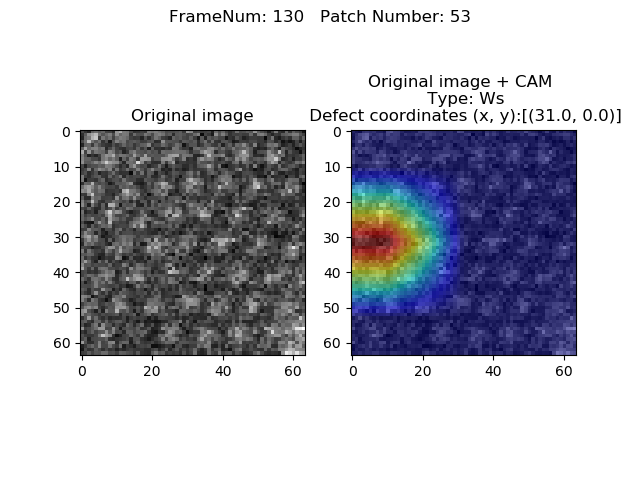 FrameNum: 130   Patch Number: 53
Original image
Original image + CAM
Type: Ws
Defect coordinates (x, y):[(31.0, 0.0)]
0
10
20
30
40
50
60
0 20 40 60
0
10
20
30
40
50
60
0 20 40 60